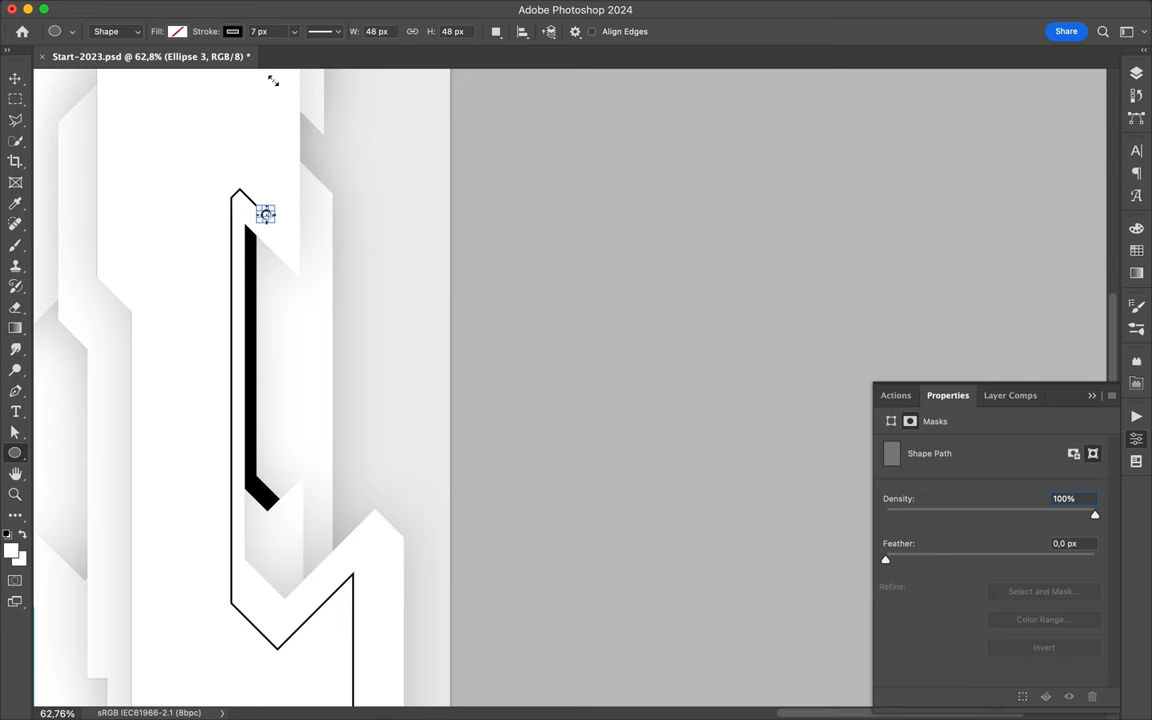 Adobe Photoshop 2024
Shape Fill: Stroke: 7 px W: 48 px H: 48 px Align Edges Share
Start-2023.psd @ 62,8% (Ellipse 3, RGB/8) *
Actions Properties Layer Comps
Masks
Shape Path
Density: 100%
Feather: 0,0 px
Refine: Select and Mask...
Color Range...
Invert
62,76% sRGB IEC61966-2.1 (8bpc)